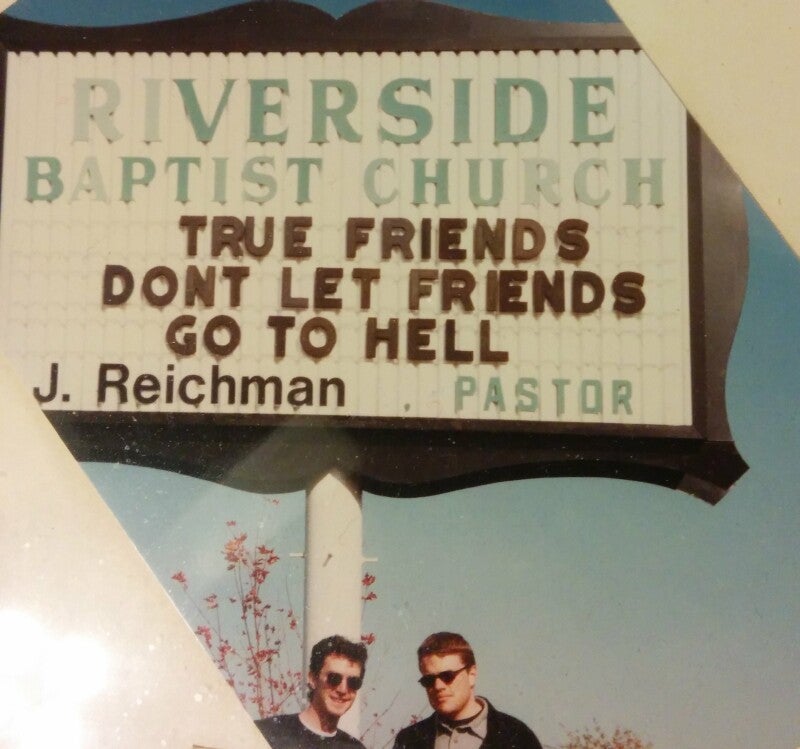 RIVERSIDE
BAPTIST CHURCH
TRUE FRIENDS
DONT LET FRIENDS
GO TO HELL
J. Reichman . PASTOR